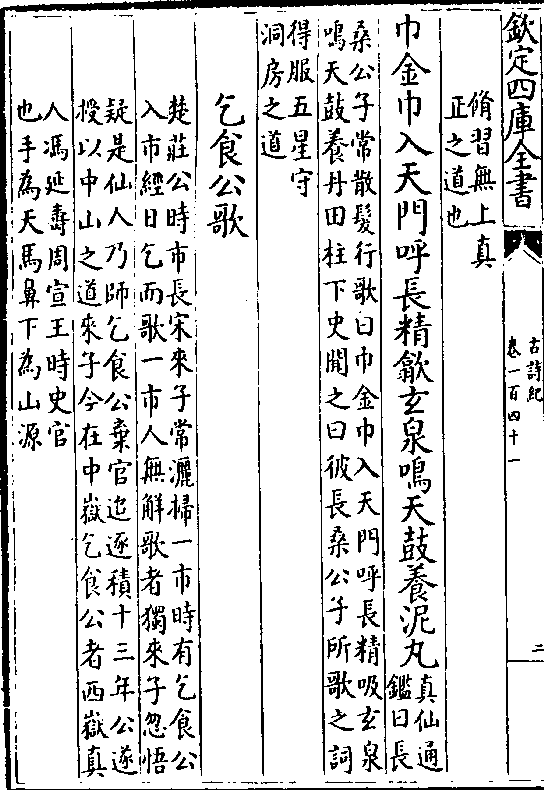 欽定四庫全書
古詩紀
卷一百四十一
二
脩習無上真
正之道也
巾金巾入天門呼長精歙玄泉鳴天鼓養泥丸
真仙通
鑑曰長
桑公子常散髮行歌曰巾金巾入天門呼長精吸玄泉
鳴天鼓養丹田柱下史聞之曰彼長桑公子所歌之詞
得服五星守
洞房之道
乞食公歌
楚莊公時市長宋來子常灑掃一市時有乞食公
入市經日乞而歌一市人無解歌者獨來子忽悟
疑是仙人乃師乞食公棄官追逐積十三年公遂
授以中山之道來子今在中嶽乞食公者西嶽真
人馮延壽周宣王時史官
也手為天馬鼻下為山源